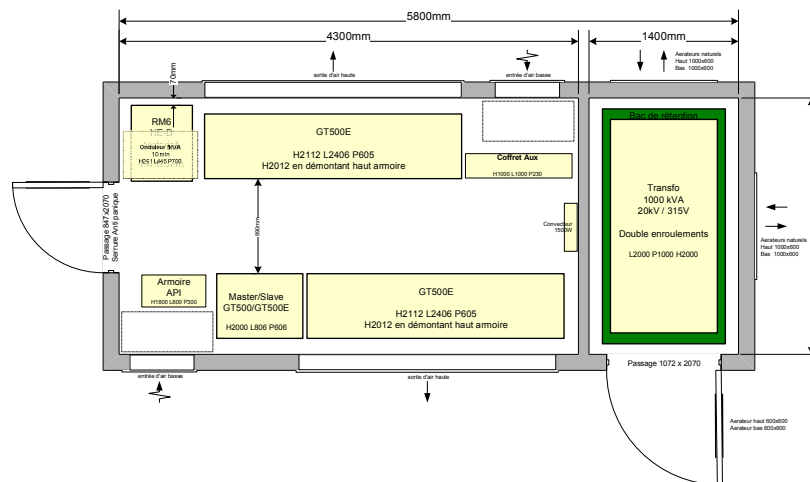 5800mm
4300mm
1400mm
Aerateurs naturels
Haut 1000x600
Bas 1000x600
sortie d'air haute
entrée d'air basse
70mm
RM6
NE-D
Onduleur
10 min
GT500E
H2112 L2406 P605
H2012 en démontant haut armoire
Coffret Aux
H1000 L1000 P230
Bac de rétention
Transfo
1000 kVA
20kV / 315V
Double enroulements
L2000 P1000 H2000
Passage 847x2070
Serrure Anti panique
890mm
Convecteur
1500W
Aerateurs naturels
Haut 1000x600
Bas 1000x600
Armoire
API
H1800 L600 P300
Master/Slave
GT500/GT500E
H2000 L806 P606
GT500E
H2112 L2406 P605
H2012 en démontant haut armoire
Passage 1072 x 2070
entrée d'air basse
sortie d'air haute
Aerateur haut 600x600
Aerateur bas 600x600